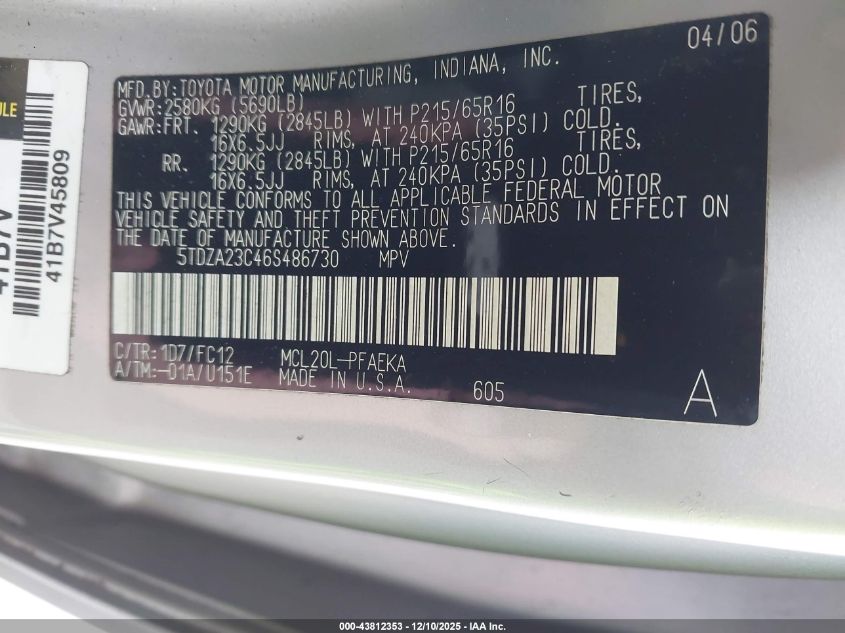 04/06
MFD.BY:TOYOTA MOTOR MANUFACTURING, INDIANA, INC.
GVWR:2580KG (5690LB)
GAWR:FRT. 1290KG (2845LB) WITH P215/65R16 TIRES,
16X6.5JJ RIMS, AT 240KPA (35PSI) COLD.
RR. 1290KG (2845LB) WITH P215/65R16 TIRES,
16X6.5JJ RIMS, AT 240KPA (35PSI) COLD.
THIS VEHICLE CONFORMS TO ALL APPLICABLE FEDERAL MOTOR
VEHICLE SAFETY AND THEFT PREVENTION STANDARDS IN EFFECT ON
THE DATE OF MANUFACTURE SHOWN ABOVE.
5TDZA23C46S486730 MPV
C/TR:1D7/FC12 MCL20L-PFAEKA
A/TM:-01A/U151E MADE IN U.S.A. 605
A
41B7V
41B7V45809
000-43812353 - 12/10/2025 - IAA Inc.